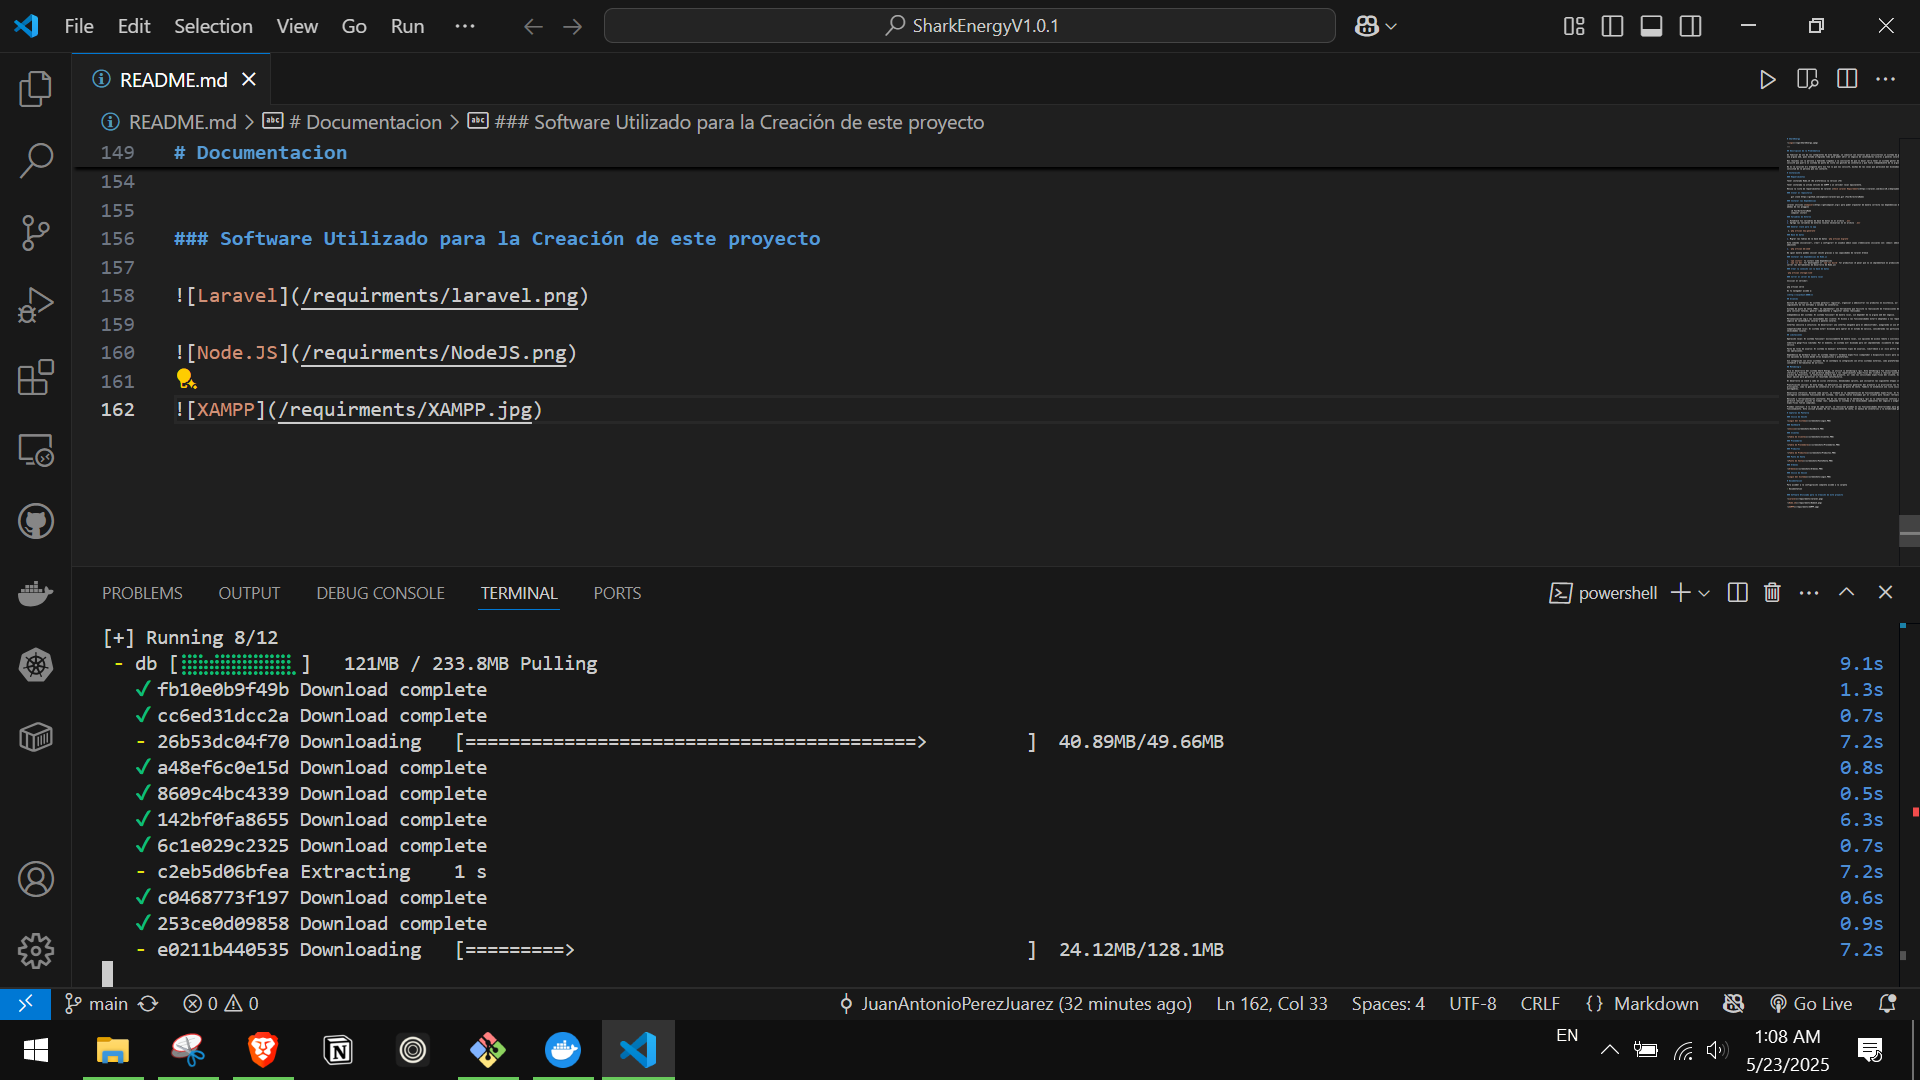 File Edit Selection View Go Run ··· SharkEnergyV1.0.1
README.md
README.md > # Documentacion > ### Software Utilizado para la Creación de este proyecto
149 # Documentacion
154
155
156 ### Software Utilizado para la Creación de este proyecto
157
158 ![Laravel](/requirments/laravel.png)
159
160 ![Node.JS](/requirments/NodeJS.png)
161
162 ![XAMPP](/requirments/XAMPP.jpg)
PROBLEMS OUTPUT DEBUG CONSOLE TERMINAL PORTS powershell
[+] Running 8/12
- db [ ] 121MB / 233.8MB Pulling 9.1s
✓ fb10e0b9f49b Download complete 1.3s
✓ cc6ed31dcc2a Download complete 0.7s
- 26b53dc04f70 Downloading [=========================================> ] 40.89MB/49.66MB 7.2s
✓ a48ef6c0e15d Download complete 0.8s
✓ 8609c4bc4339 Download complete 0.5s
✓ 142bf0fa8655 Download complete 6.3s
✓ 6c1e029c2325 Download complete 0.7s
- c2eb5d06bfea Extracting 1 s 7.2s
✓ c0468773f197 Download complete 0.6s
✓ 253ce0d09858 Download complete 0.9s
- e0211b440535 Downloading [=========> ] 24.12MB/128.1MB 7.2s
main 0 0 JuanAntonioPerezJuarez (32 minutes ago) Ln 162, Col 33 Spaces: 4 UTF-8 CRLF {} Markdown Go Live
EN
1:08 AM
5/23/2025